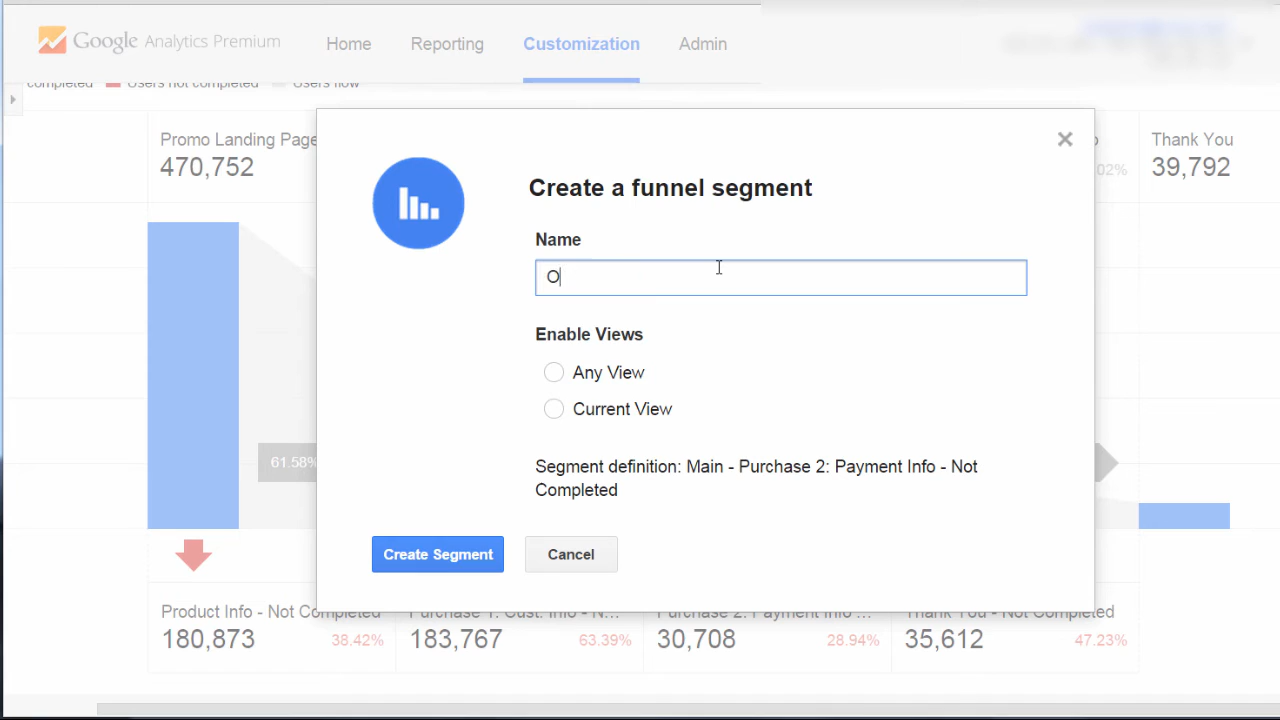 Google Analytics Premium
Home Reporting Customization Admin
completed Users not completed Users flow
Promo Landing Page
470,752
02%
Thank You
39,792
Create a funnel segment
Name
O
Enable Views
Any View
Current View
61.58%
Segment definition: Main - Purchase 2: Payment Info - Not
Completed
Create Segment Cancel
Product Info - Not Completed
180,873 38.42%
Purchase 1: Cust. Info - N...
183,767 63.39%
Purchase 2: Payment Info ...
30,708 28.94%
Thank You - Not Completed
35,612 47.23%